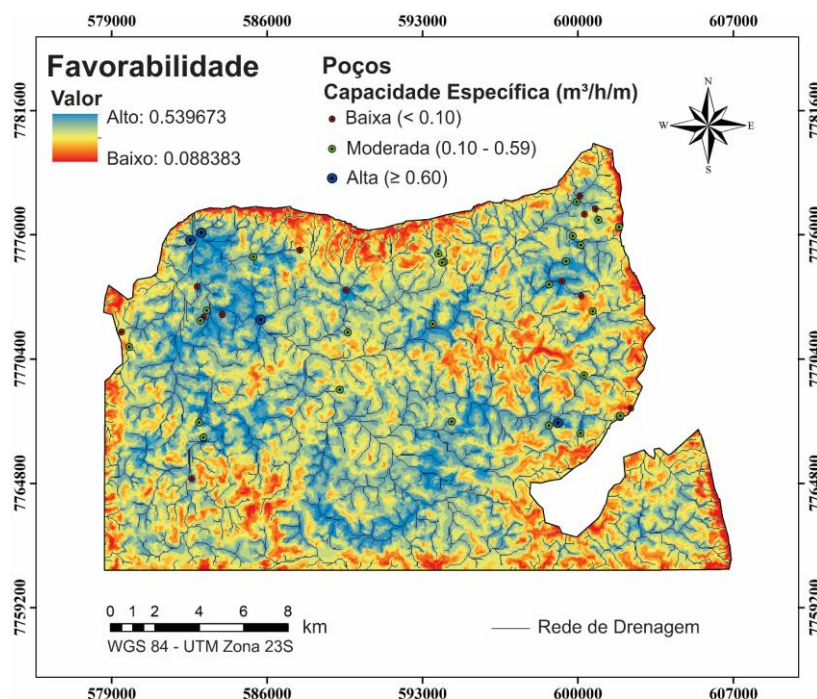 579000 586000 593000 600000 607000
Favorabilidade
Valor
Alto: 0.539673
Baixo: 0.088383
Poços
Capacidade Específica (m³/h/m)
Baixa (< 0.10)
Moderada (0.10 - 0.59)
Alta (≥ 0.60)
N
W E
S
7781600 7781600
7776000 7776000
7770400 7770400
7764800 7764800
7759200 7759200
0 1 2 4 6 8
km
WGS 84 - UTM Zona 23S
Rede de Drenagem
579000 586000 593000 600000 607000